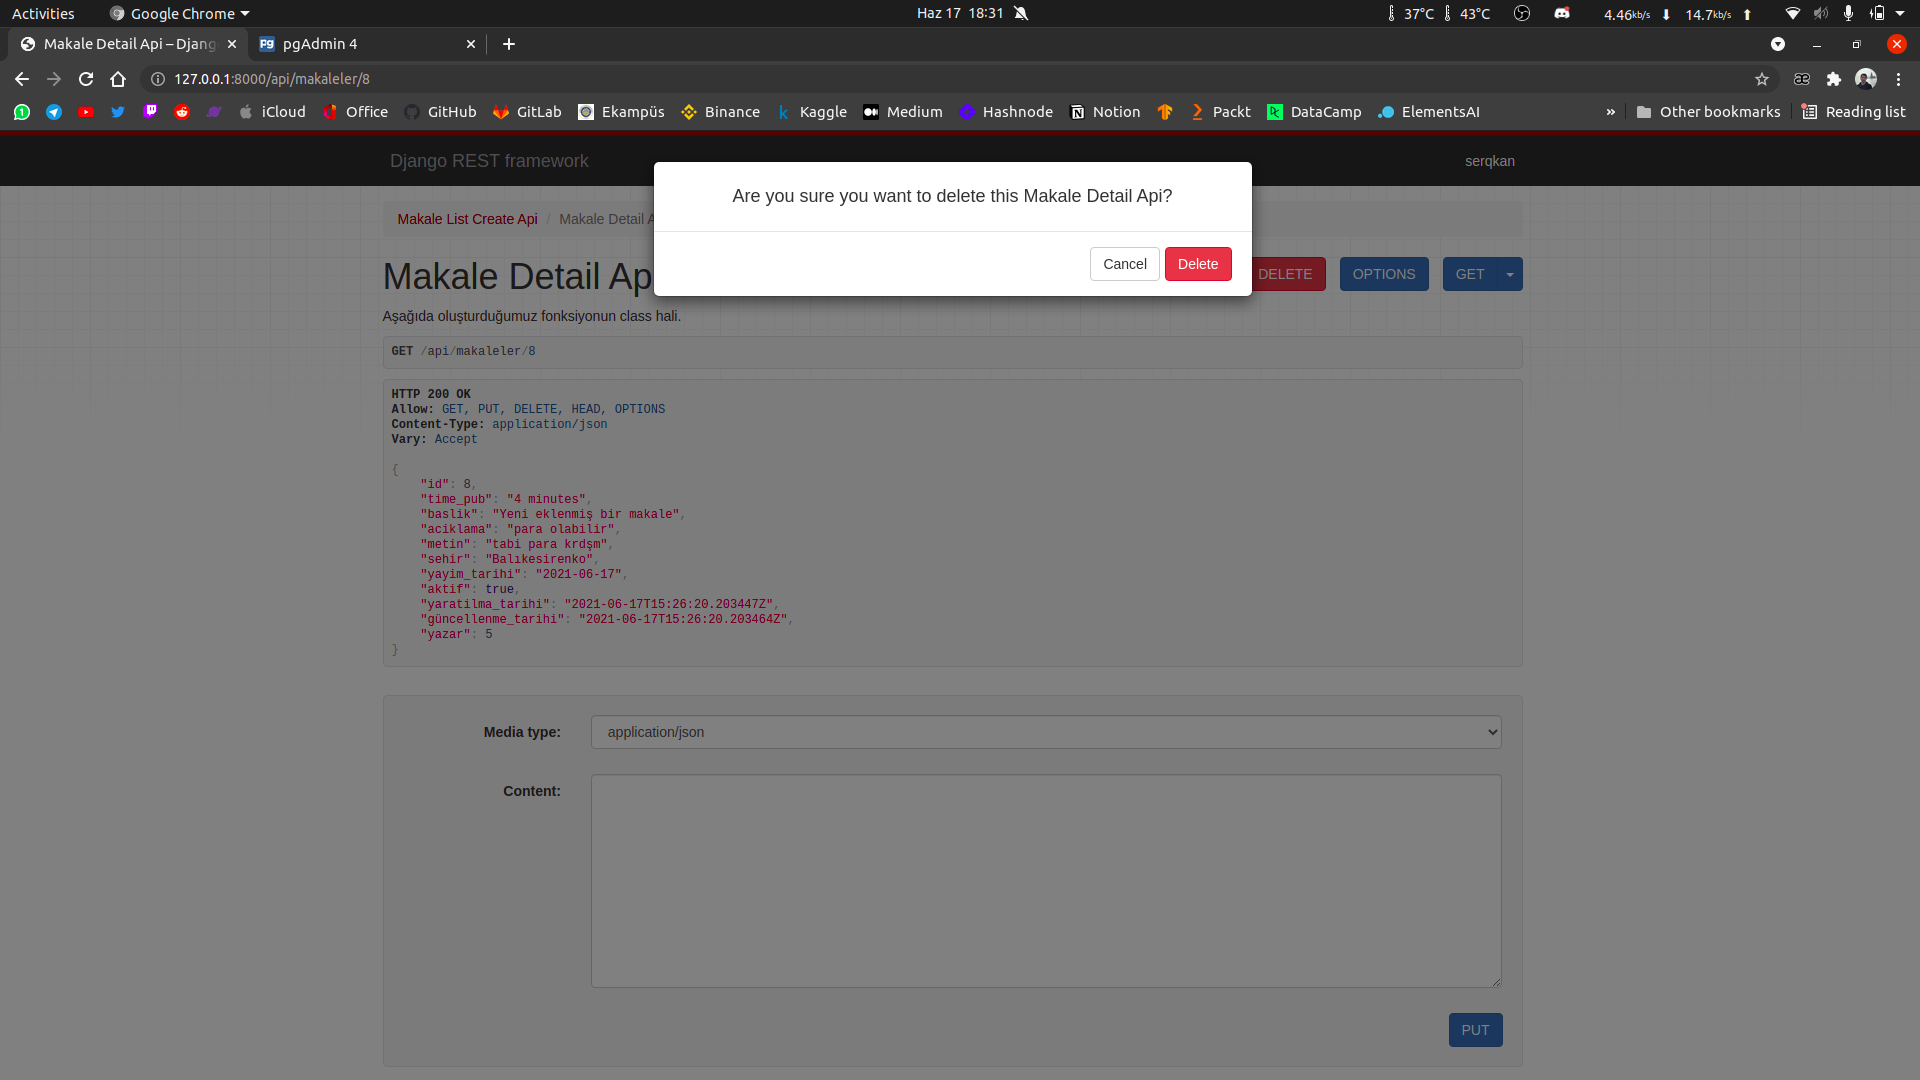 Activities Google Chrome Haz 17 18:31 37°C 43°C 4.46kb/s 14.7kb/s
Makale Detail Api – Djang pgAdmin 4
127.0.0.1:8000/api/makaleler/8
iCloud Office GitHub GitLab Ekampüs Binance Kaggle Medium Hashnode Notion Packt DataCamp ElementsAI » Other bookmarks Reading list
Django REST framework serqkan
Are you sure you want to delete this Makale Detail Api?
Cancel Delete
Makale List Create Api / Makale Detail A
Makale Detail Ap DELETE OPTIONS GET
Aşağıda oluşturduğumuz fonksiyonun class hali.
GET /api/makaleler/8
HTTP 200 OK
Allow: GET, PUT, DELETE, HEAD, OPTIONS
Content-Type: application/json
Vary: Accept
{
"id": 8,
"time_pub": "4 minutes",
"baslik": "Yeni eklenmiş bir makale",
"aciklama": "para olabilir",
"metin": "tabi para krdşm",
"sehir": "Balıkesirenko",
"yayim_tarihi": "2021-06-17",
"aktif": true,
"yaratilma_tarihi": "2021-06-17T15:26:20.203447Z",
"güncellenme_tarihi": "2021-06-17T15:26:20.203464Z",
"yazar": 5
}
Media type: application/json
Content:
PUT